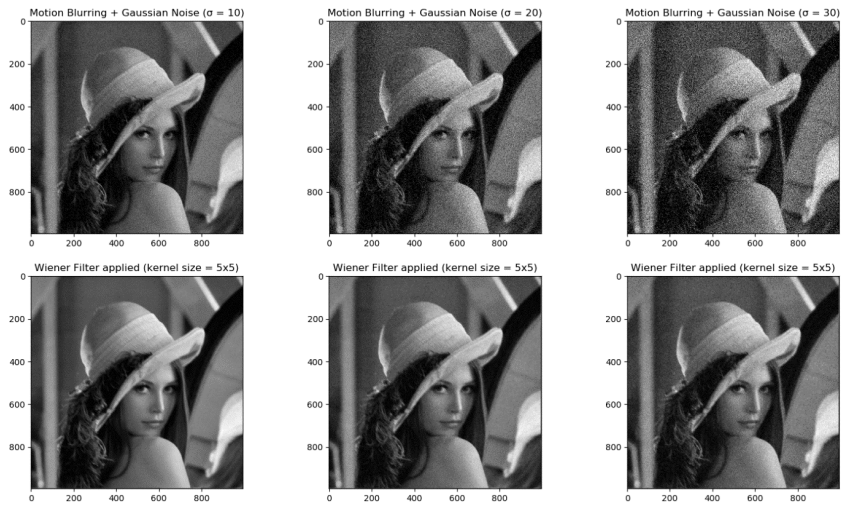 Motion Blurring + Gaussian Noise (σ = 10)
Motion Blurring + Gaussian Noise (σ = 20)
Motion Blurring + Gaussian Noise (σ = 30)
0
200
400
600
800
0 200 400 600 800
0
200
400
600
800
0 200 400 600 800
0
200
400
600
800
0 200 400 600 800
Wiener Filter applied (kernel size = 5x5)
Wiener Filter applied (kernel size = 5x5)
Wiener Filter applied (kernel size = 5x5)
0
200
400
600
800
0 200 400 600 800
0
200
400
600
800
0 200 400 600 800
0
200
400
600
800
0 200 400 600 800